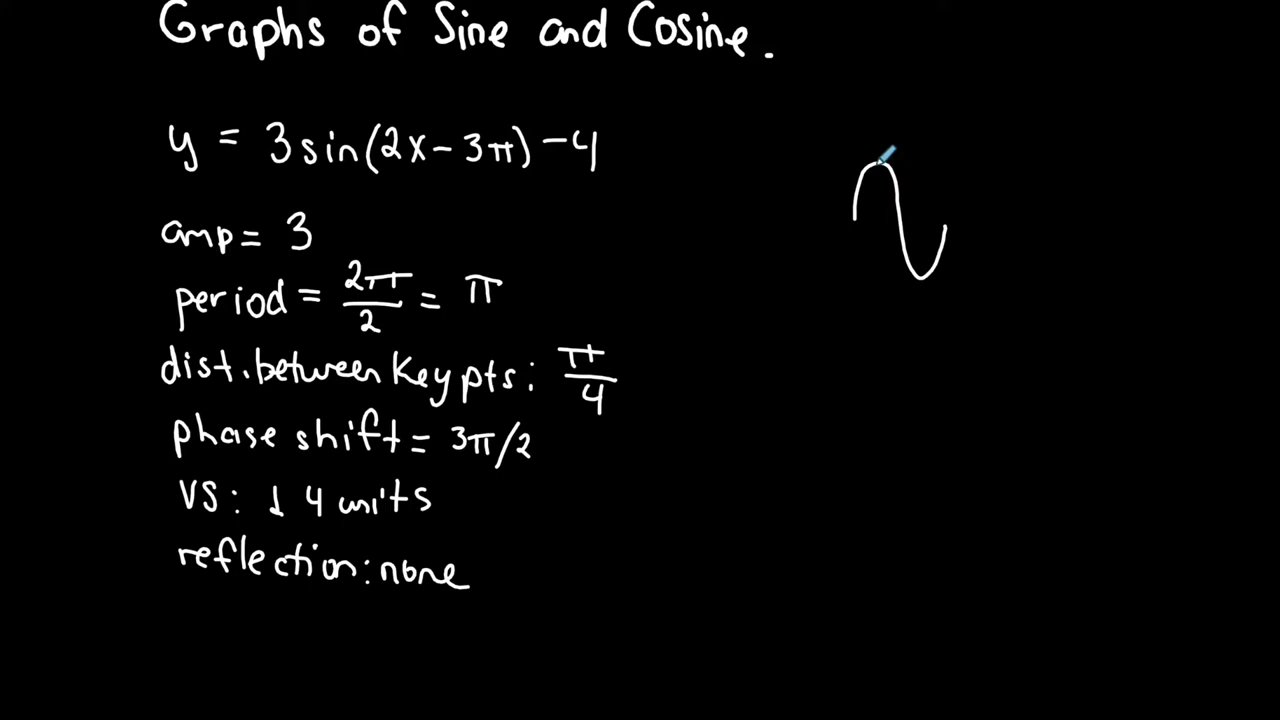 Graphs of Sine and Cosine.
y = 3sin(2x - 3π) - 4
amp = 3
period = 2π/2 = π
dist. between key pts: π/4
phase shift = 3π/2
VS: ↓ 4 units
reflection: none